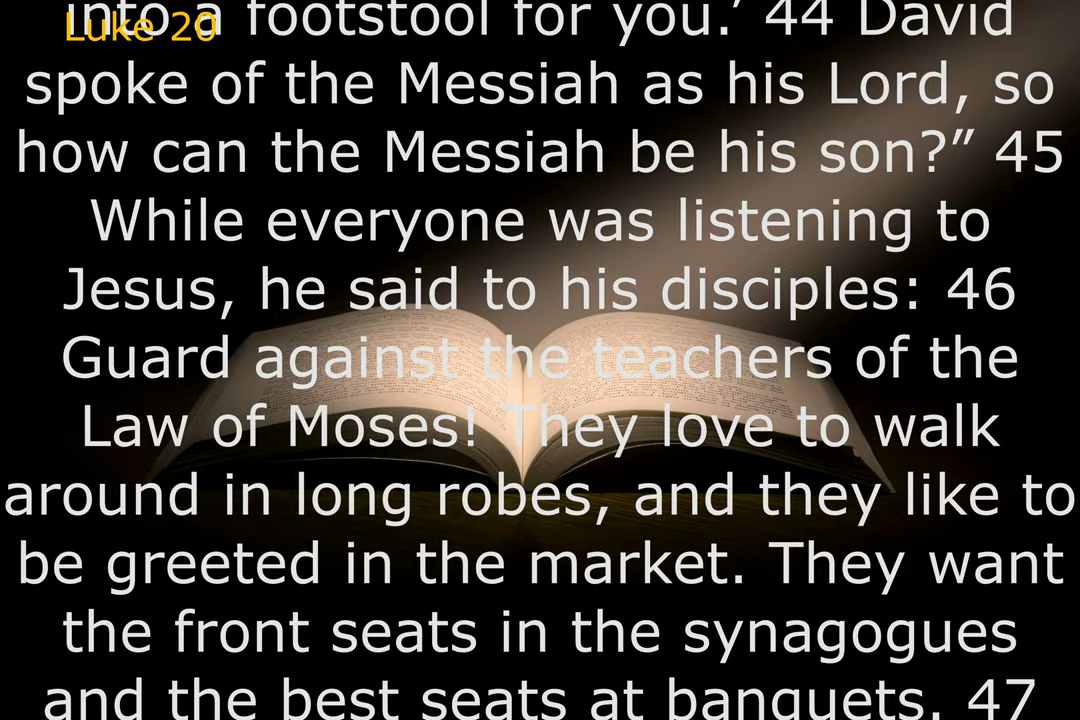 Luke 20
into a footstool for you.’ 44 David
spoke of the Messiah as his Lord, so
how can the Messiah be his son?” 45
While everyone was listening to
Jesus, he said to his disciples: 46
Guard against the teachers of the
Law of Moses! They love to walk
around in long robes, and they like to
be greeted in the market. They want
the front seats in the synagogues
and the best seats at banquets. 47